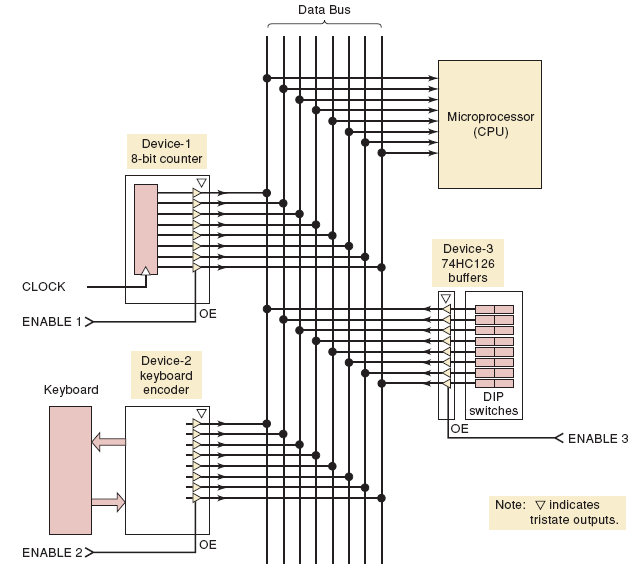 Data Bus
Microprocessor
(CPU)
Device-1
8-bit counter
CLOCK
ENABLE 1
OE
Device-3
74HC126
buffers
DIP
switches
OE
ENABLE 3
Device-2
keyboard
encoder
Keyboard
OE
ENABLE 2
Note: ▽ indicates
tristate outputs.